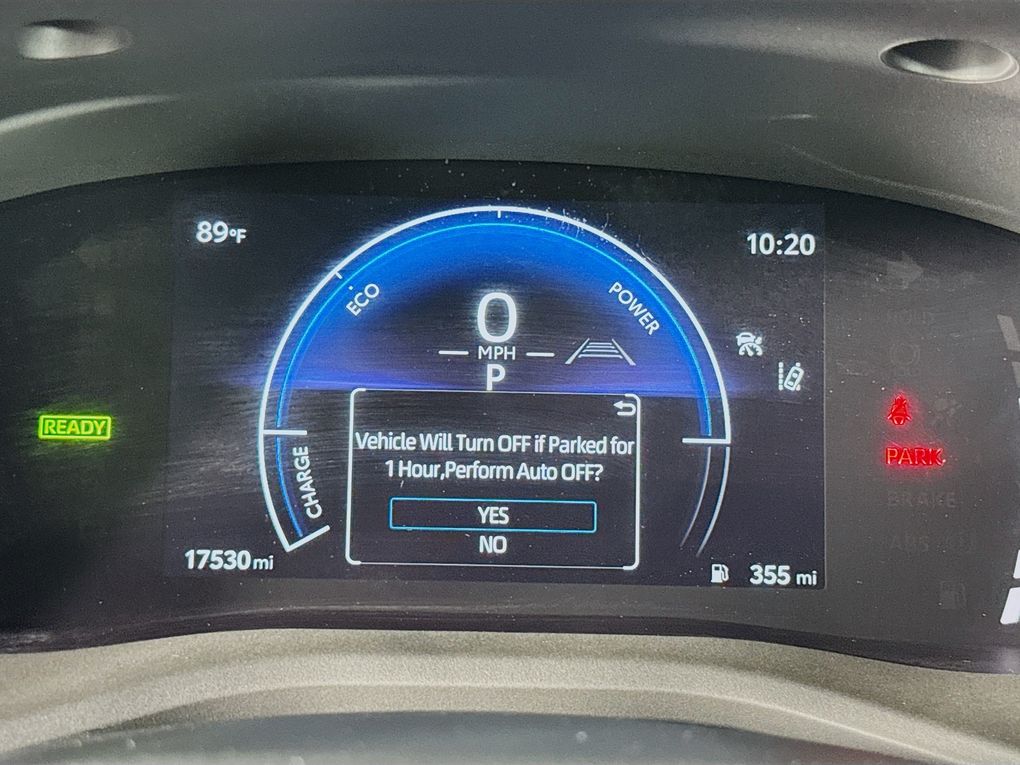 89°F
10:20
ECO
POWER
0
MPH
P
READY
Vehicle Will Turn OFF if Parked for
1 Hour,Perform Auto OFF?
CHARGE
PARK
BRAKE
YES
NO
17530 mi
355 mi